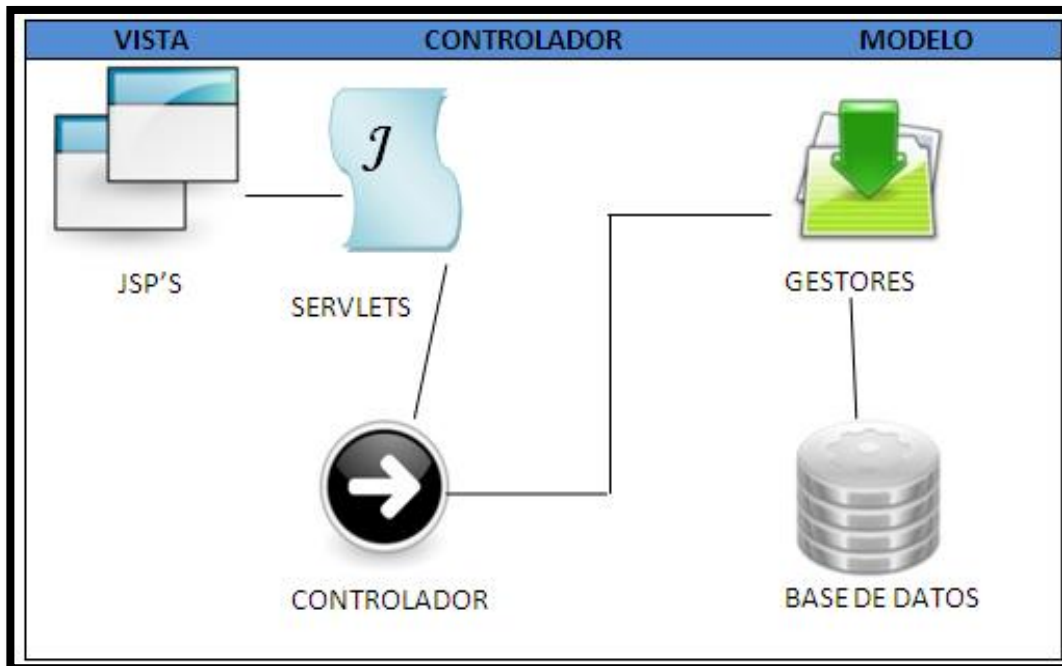 VISTA
CONTROLADOR
MODELO
J
JSP'S
SERVLETS
GESTORES
CONTROLADOR
BASE DE DATOS